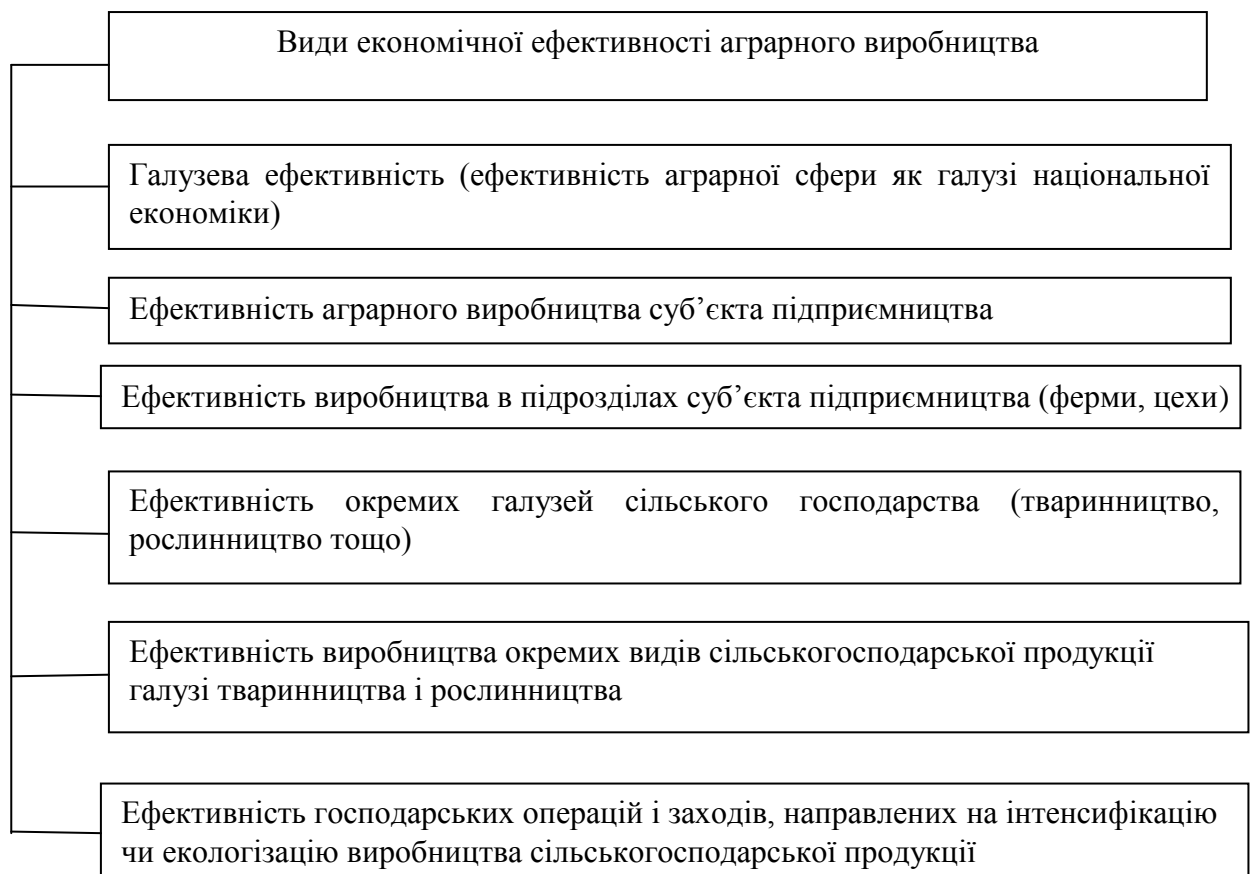 Види економічної ефективності аграрного виробництва
Галузева ефективність (ефективність аграрної сфери як галузі національної
економіки)
Ефективність аграрного виробництва суб’єкта підприємництва
Ефективність виробництва в підрозділах суб’єкта підприємництва (ферми, цехи)
Ефективність окремих галузей сільського господарства (тваринництво,
рослинництво тощо)
Ефективність виробництва окремих видів сільськогосподарської продукції
галузі тваринництва і рослинництва
Ефективність господарських операцій і заходів, направлених на інтенсифікацію
чи екологізацію виробництва сільськогосподарської продукції